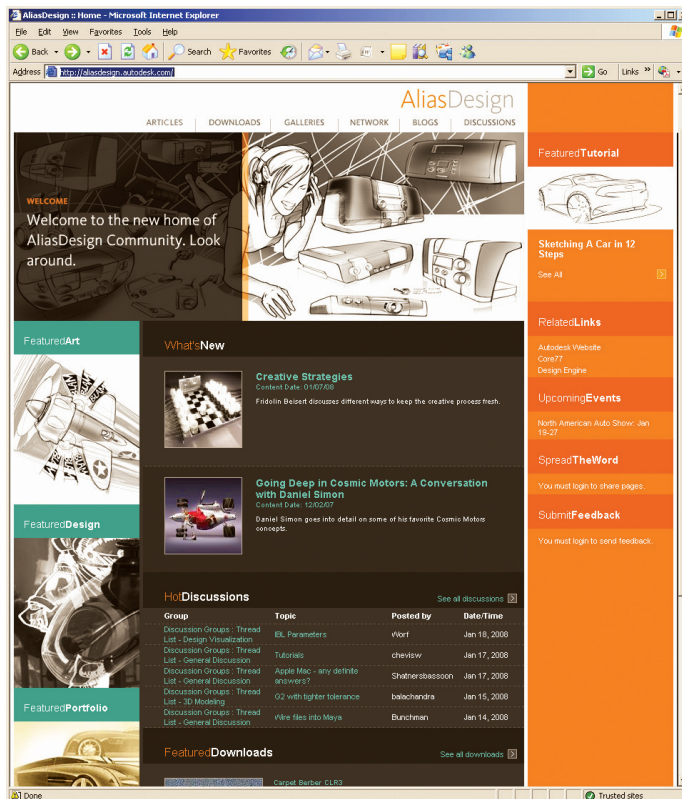 AliasDesign :: Home - Microsoft Internet Explorer
File Edit View Favorites Tools Help
Back Search Favorites
Address http://aliasdesign.autodesk.com/ Go Links »
AliasDesign
ARTICLES DOWNLOADS GALLERIES NETWORK BLOGS DISCUSSIONS
WELCOME
Welcome to the new home of
AliasDesign Community. Look
around.
FeaturedTutorial
Sketching A Car in 12
Steps
See All
RelatedLinks
Autodesk Website
Core77
Design Engine
UpcomingEvents
North American Auto Show: Jan
19-27
SpreadTheWord
You must login to share pages.
SubmitFeedback
You must login to send feedback.
FeaturedArt
FeaturedDesign
FeaturedPortfolio
What'sNew
Creative Strategies
Content Date: 01/07/08
Fridolin Beisert discusses different ways to keep the creative process fresh.
Going Deep in Cosmic Motors: A Conversation
with Daniel Simon
Content Date: 12/02/07
Daniel Simon goes into detail on some of his favorite Cosmic Motors
concepts.
HotDiscussions See all discussions
Group Topic Posted by Date/Time
Discussion Groups : Thread
List - Design Visualization IBL Parameters Worf Jan 18, 2008
Discussion Groups : Thread
List - General Discussion Tutorials chevisw Jan 17, 2008
Discussion Groups : Thread
List - General Discussion Apple Mac - any definite
answers? Shatnersbassoon Jan 17, 2008
Discussion Groups : Thread
List - 3D Modeling G2 with tighter tolerance balachandra Jan 15, 2008
Discussion Groups : Thread
List - General Discussion Wire files into Maya Bunchman Jan 14, 2008
FeaturedDownloads See all downloads
Carpet Berber CLR3
Done Trusted sites